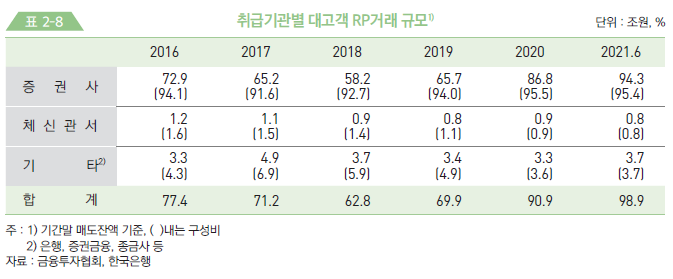 표 2-8 취급기관별 대고객 RP거래 규모1) 단위 : 조원, %
2016 2017 2018 2019 2020 2021.6
증 권 사 72.9 65.2 58.2 65.7 86.8 94.3
(94.1) (91.6) (92.7) (94.0) (95.5) (95.4)
체 신 관 서 1.2 1.1 0.9 0.8 0.9 0.8
(1.6) (1.5) (1.4) (1.1) (0.9) (0.8)
기 타2) 3.3 4.9 3.7 3.4 3.3 3.7
(4.3) (6.9) (5.9) (4.9) (3.6) (3.7)
합 계 77.4 71.2 62.8 69.9 90.9 98.9
주 : 1) 기간말 매도잔액 기준, ( )내는 구성비
2) 은행, 증권금융, 종금사 등
자료 : 금융투자협회, 한국은행